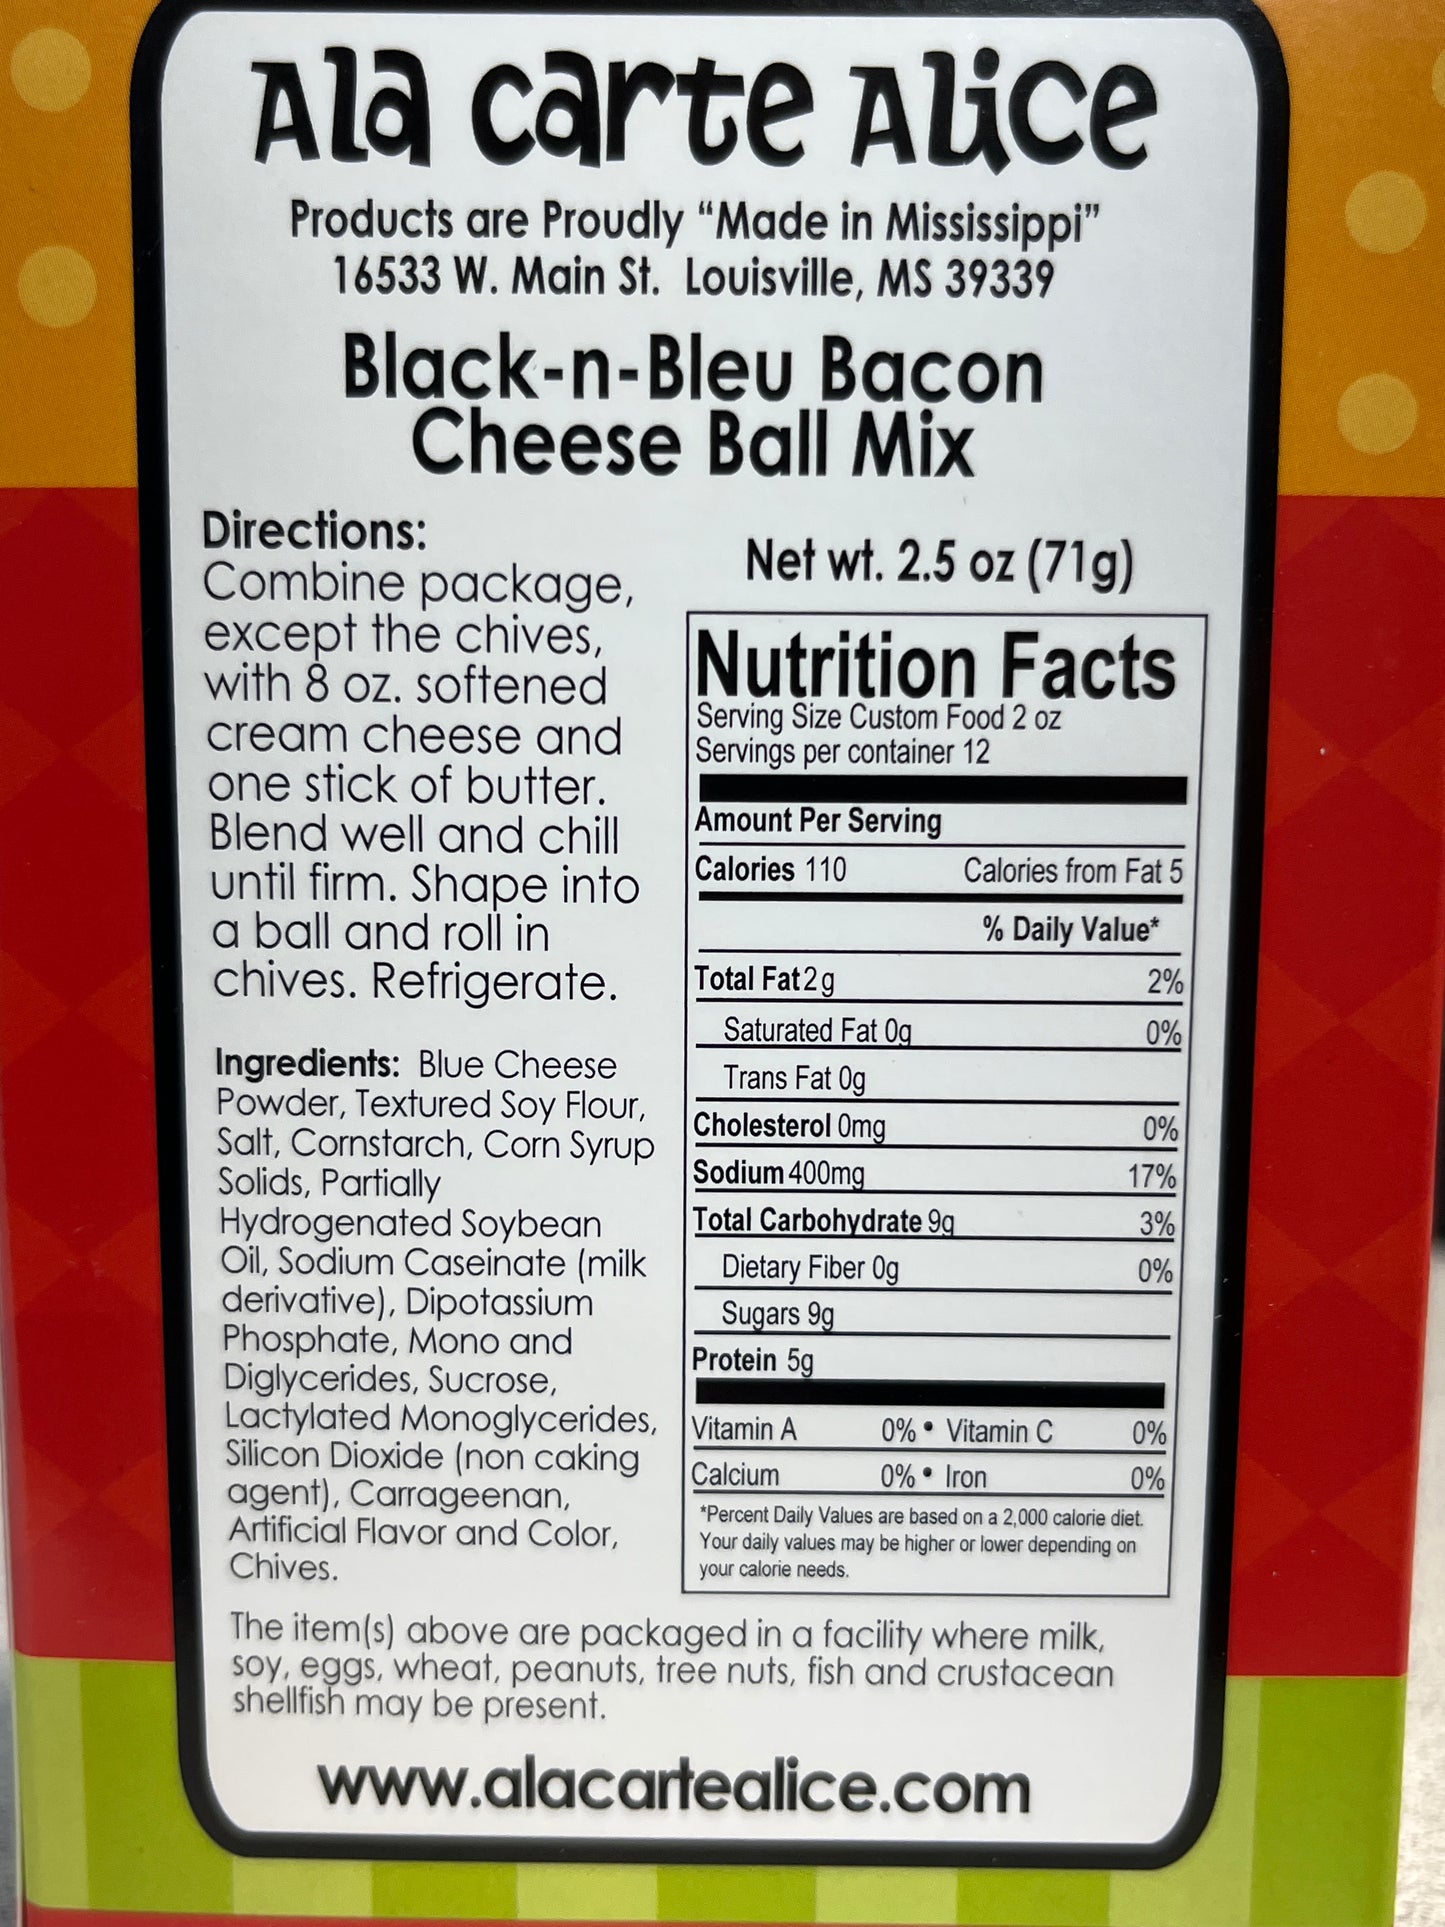 Ala carte Alice
Products are Proudly “Made in Mississippi”
16533 W. Main St. Louisville, MS 39339
Black-n-Bleu Bacon
Cheese Ball Mix
Directions:
Combine package,
except the chives,
with 8 oz. softened
cream cheese and
one stick of butter.
Blend well and chill
until firm. Shape into
a ball and roll in
chives. Refrigerate.
Ingredients: Blue Cheese
Powder, Textured Soy Flour,
Salt, Cornstarch, Corn Syrup
Solids, Partially
Hydrogenated Soybean
Oil, Sodium Caseinate (milk
derivative), Dipotassium
Phosphate, Mono and
Diglycerides, Sucrose,
Lactylated Monoglycerides,
Silicon Dioxide (non caking
agent), Carrageenan,
Artificial Flavor and Color,
Chives.
Net wt. 2.5 oz (71g)
Nutrition Facts
Serving Size Custom Food 2 oz
Servings per container 12
Amount Per Serving
Calories 110 Calories from Fat 5
% Daily Value*
Total Fat 2g 2%
Saturated Fat 0g 0%
Trans Fat 0g
Cholesterol 0mg 0%
Sodium 400mg 17%
Total Carbohydrate 9g 3%
Dietary Fiber 0g 0%
Sugars 9g
Protein 5g
Vitamin A 0% • Vitamin C 0%
Calcium 0% • Iron 0%
*Percent Daily Values are based on a 2,000 calorie diet.
Your daily values may be higher or lower depending on
your calorie needs.
The item(s) above are packaged in a facility where milk,
soy, eggs, wheat, peanuts, tree nuts, fish and crustacean
shellfish may be present.
www.alacartealice.com